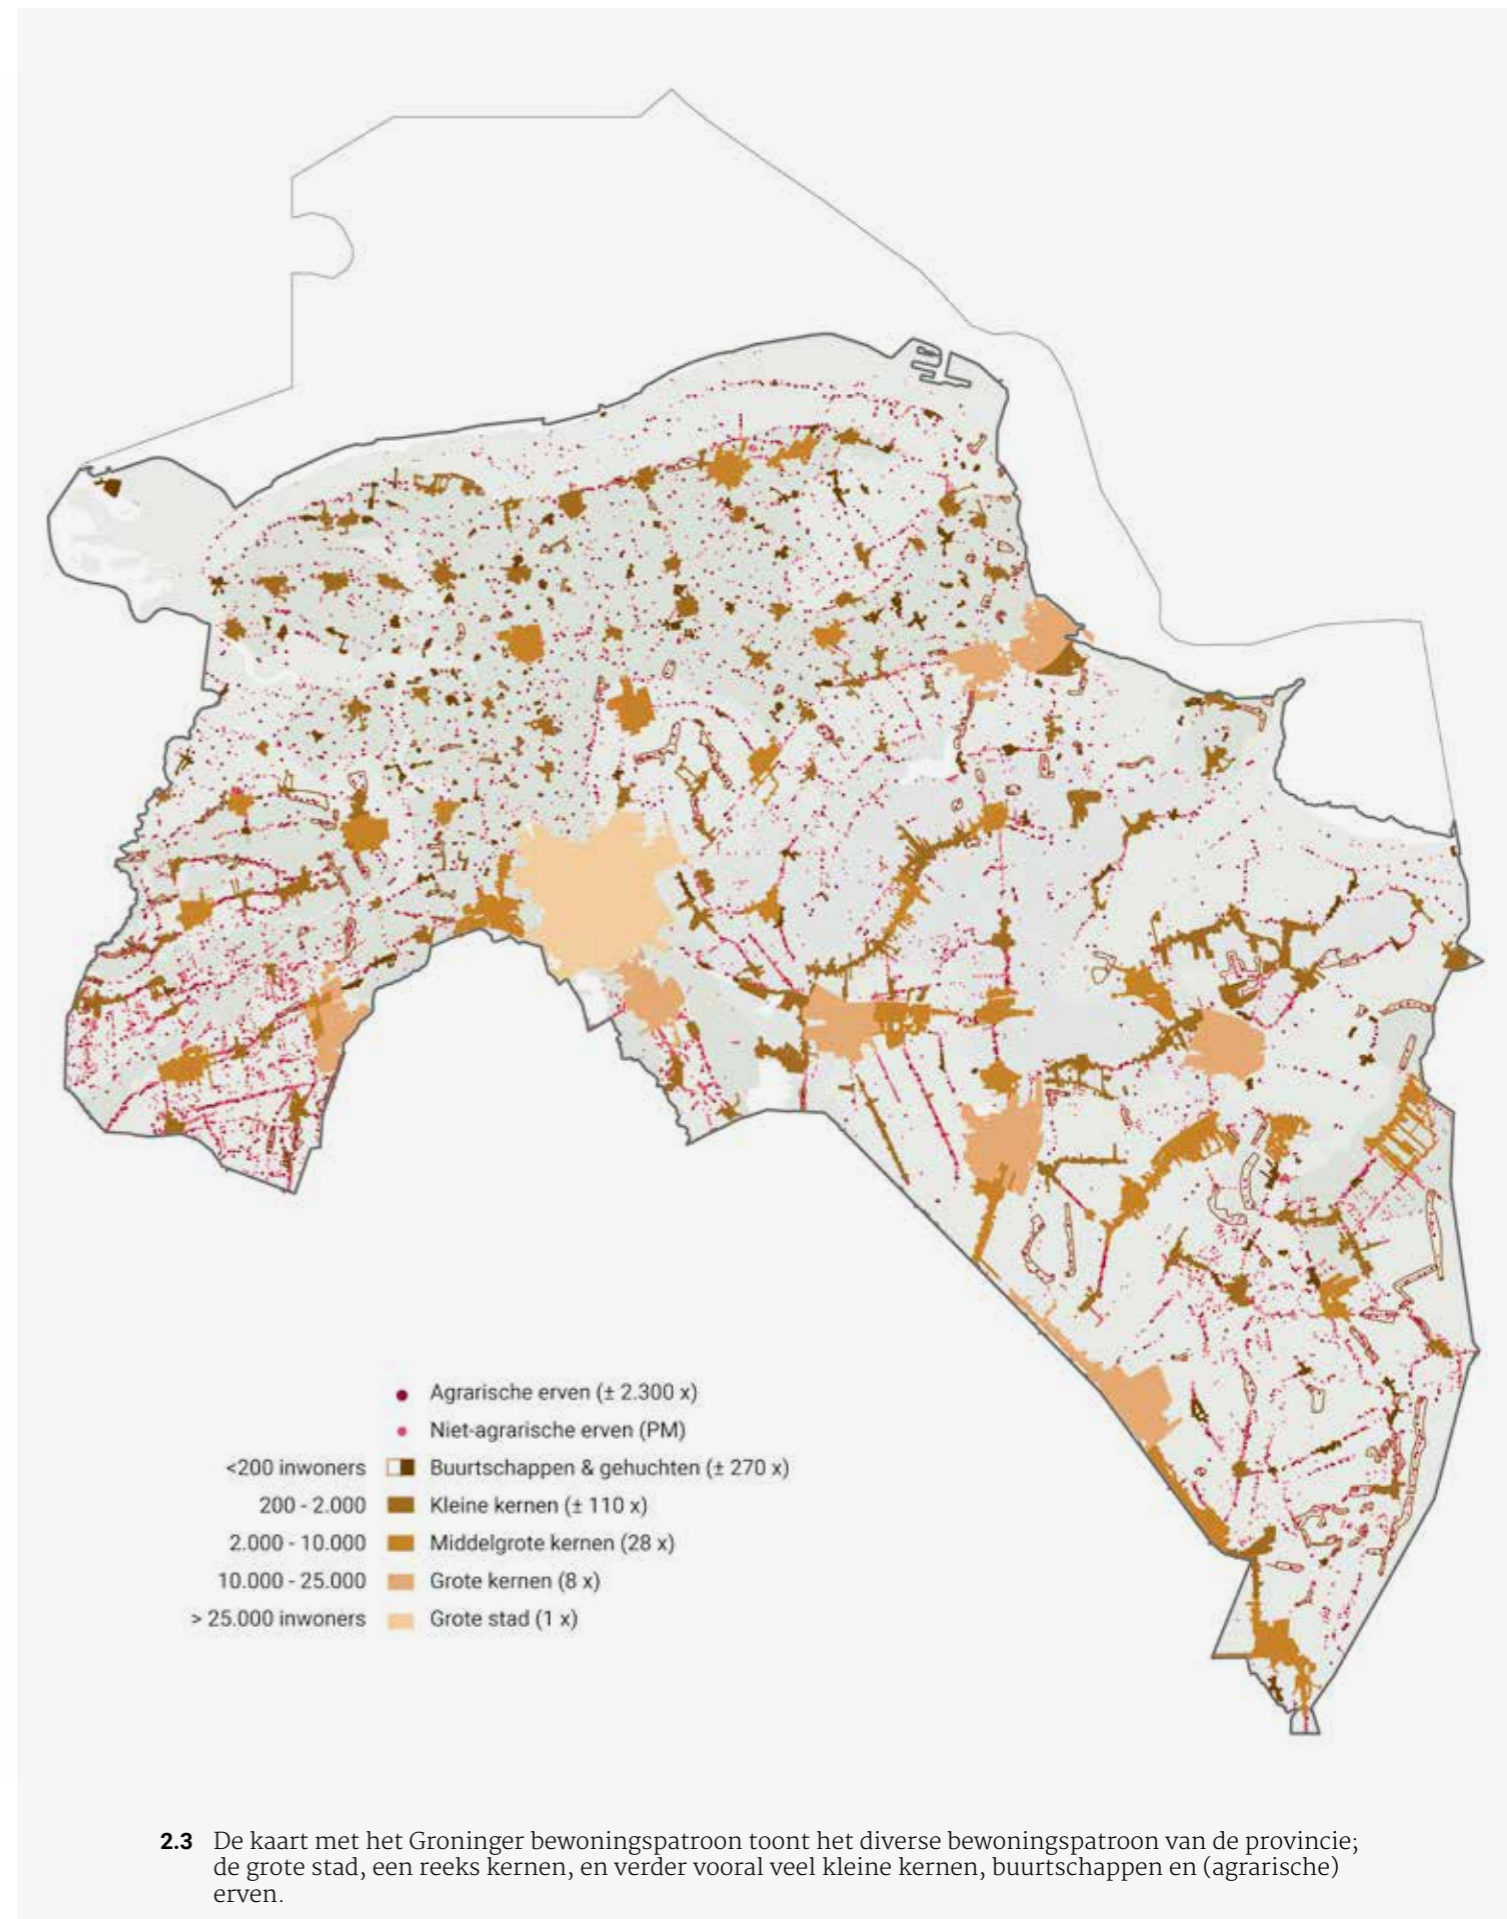 Agrarische erven (± 2.300 x)
Niet-agrarische erven (PM)
<200 inwoners Buurtschappen & gehuchten (± 270 x)
200 - 2.000 Kleine kernen (± 110 x)
2.000 - 10.000 Middelgrote kernen (28 x)
10.000 - 25.000 Grote kernen (8 x)
> 25.000 inwoners Grote stad (1 x)
2.3 De kaart met het Groninger bewoningspatroon toont het diverse bewoningspatroon van de provincie;
de grote stad, een reeks kernen, en verder vooral veel kleine kernen, buurtschappen en (agrarische)
erven.